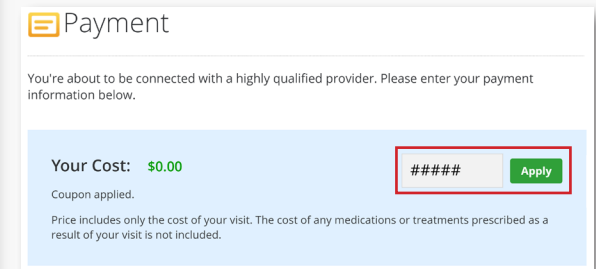 Payment
You're about to be connected with a highly qualified provider. Please enter your payment
information below.
Your Cost: $0.00
##### Apply
Coupon applied.
Price includes only the cost of your visit. The cost of any medications or treatments prescribed as a
result of your visit is not included.